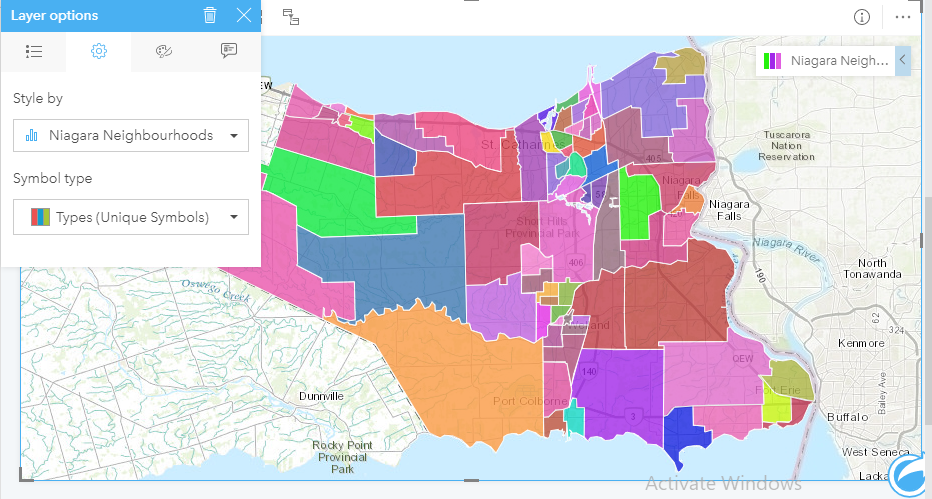 Layer options
Style by
Niagara Neighbourhoods
Symbol type
Types (Unique Symbols)
Niagara Neigh...
EW
St. Catharines
405
Tuscarora
Nation
Reservation
Niagara
Falls
Niagara
Falls
Short Hills
Provincial Park
406
58
Niagara River
190
North
Tonawanda
Oswego Creek
62
324
Kenmore
Welland
QEW
140
Fort Erie
Bailey Ave
Dunnville
Port Colborne
3
Buffalo
Rocky Point
Provincial
Park
West Seneca
Lacka
Activate Windows